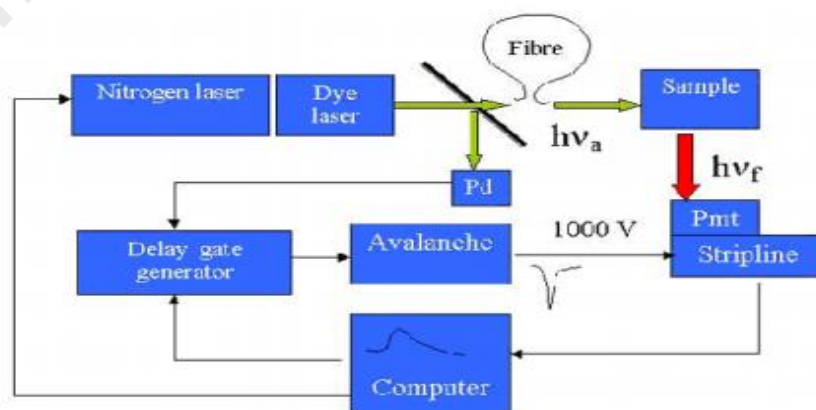 Fibre
Nitrogen laser
Dye
laser
Sample
hνa
hνf
Pd
Pmt
Stripline
Delay gate
generator
Avalanche
1000 V
Computer